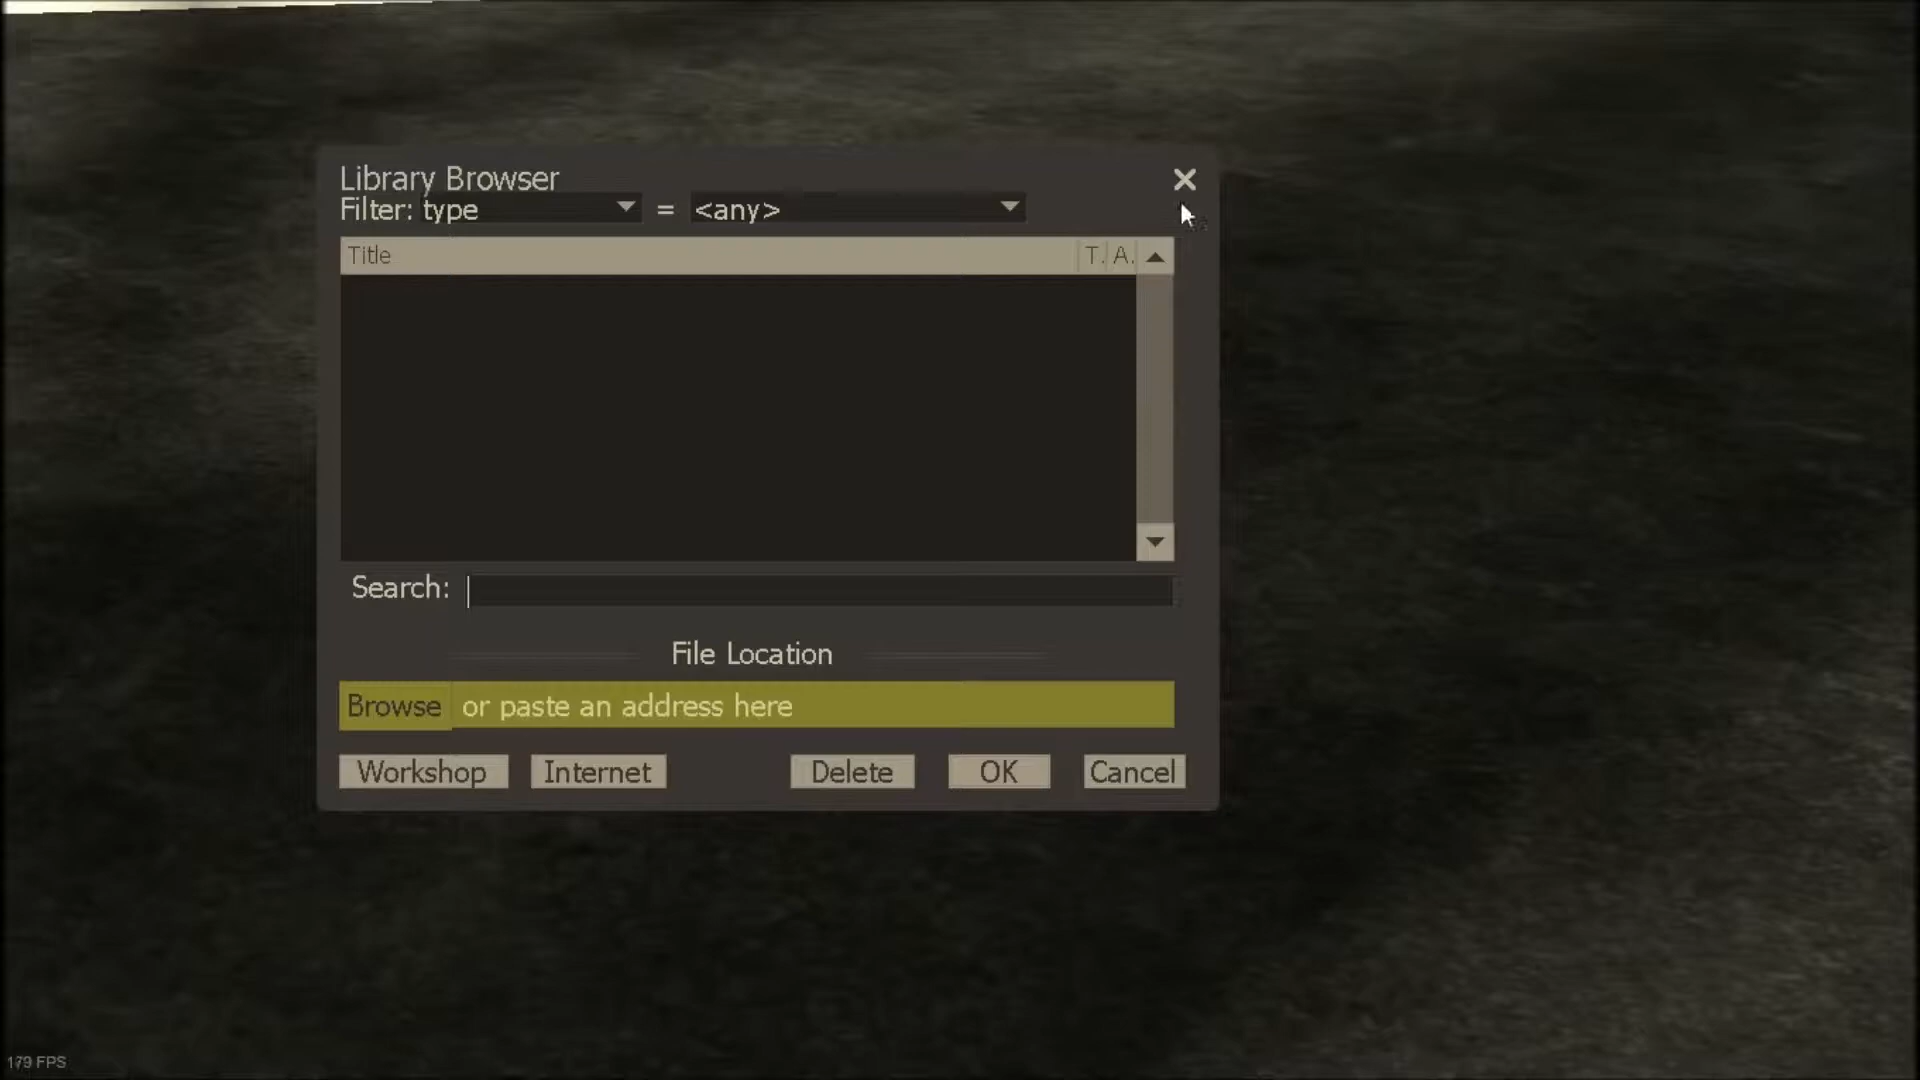 Library Browser
Filter: type = <any>
Title T. A.
Search:
File Location
Browse or paste an address here
Workshop Internet Delete OK Cancel
179 FPS